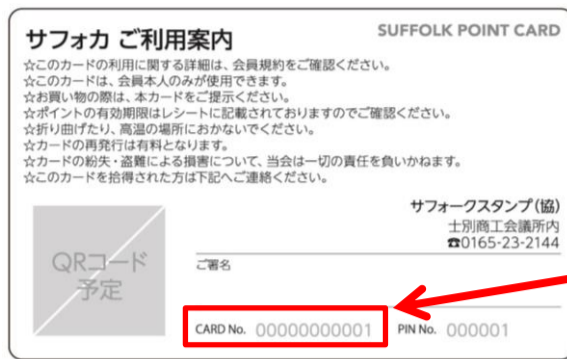 サフォカ ご利用案内
SUFFOLK POINT CARD
☆このカードの利用に関する詳細は、会員規約をご確認ください。
☆このカードは、会員本人のみが使用できます。
☆お買い物の際は、本カードをご提示ください。
☆ポイントの有効期限はレシートに記載されておりますのでご確認ください。
☆折り曲げたり、高温の場所におかないでください。
☆カードの再発行は有料となります。
☆カードの紛失・盗難による損害について、当会は一切の責任を負いかねます。
☆このカードを拾得された方は下記へご連絡ください。
サフォークスタンプ(協)
士別商工会議所内
☎0165-23-2144
QRコード
予定
ご署名
CARD No. 00000000001
PIN No. 000001